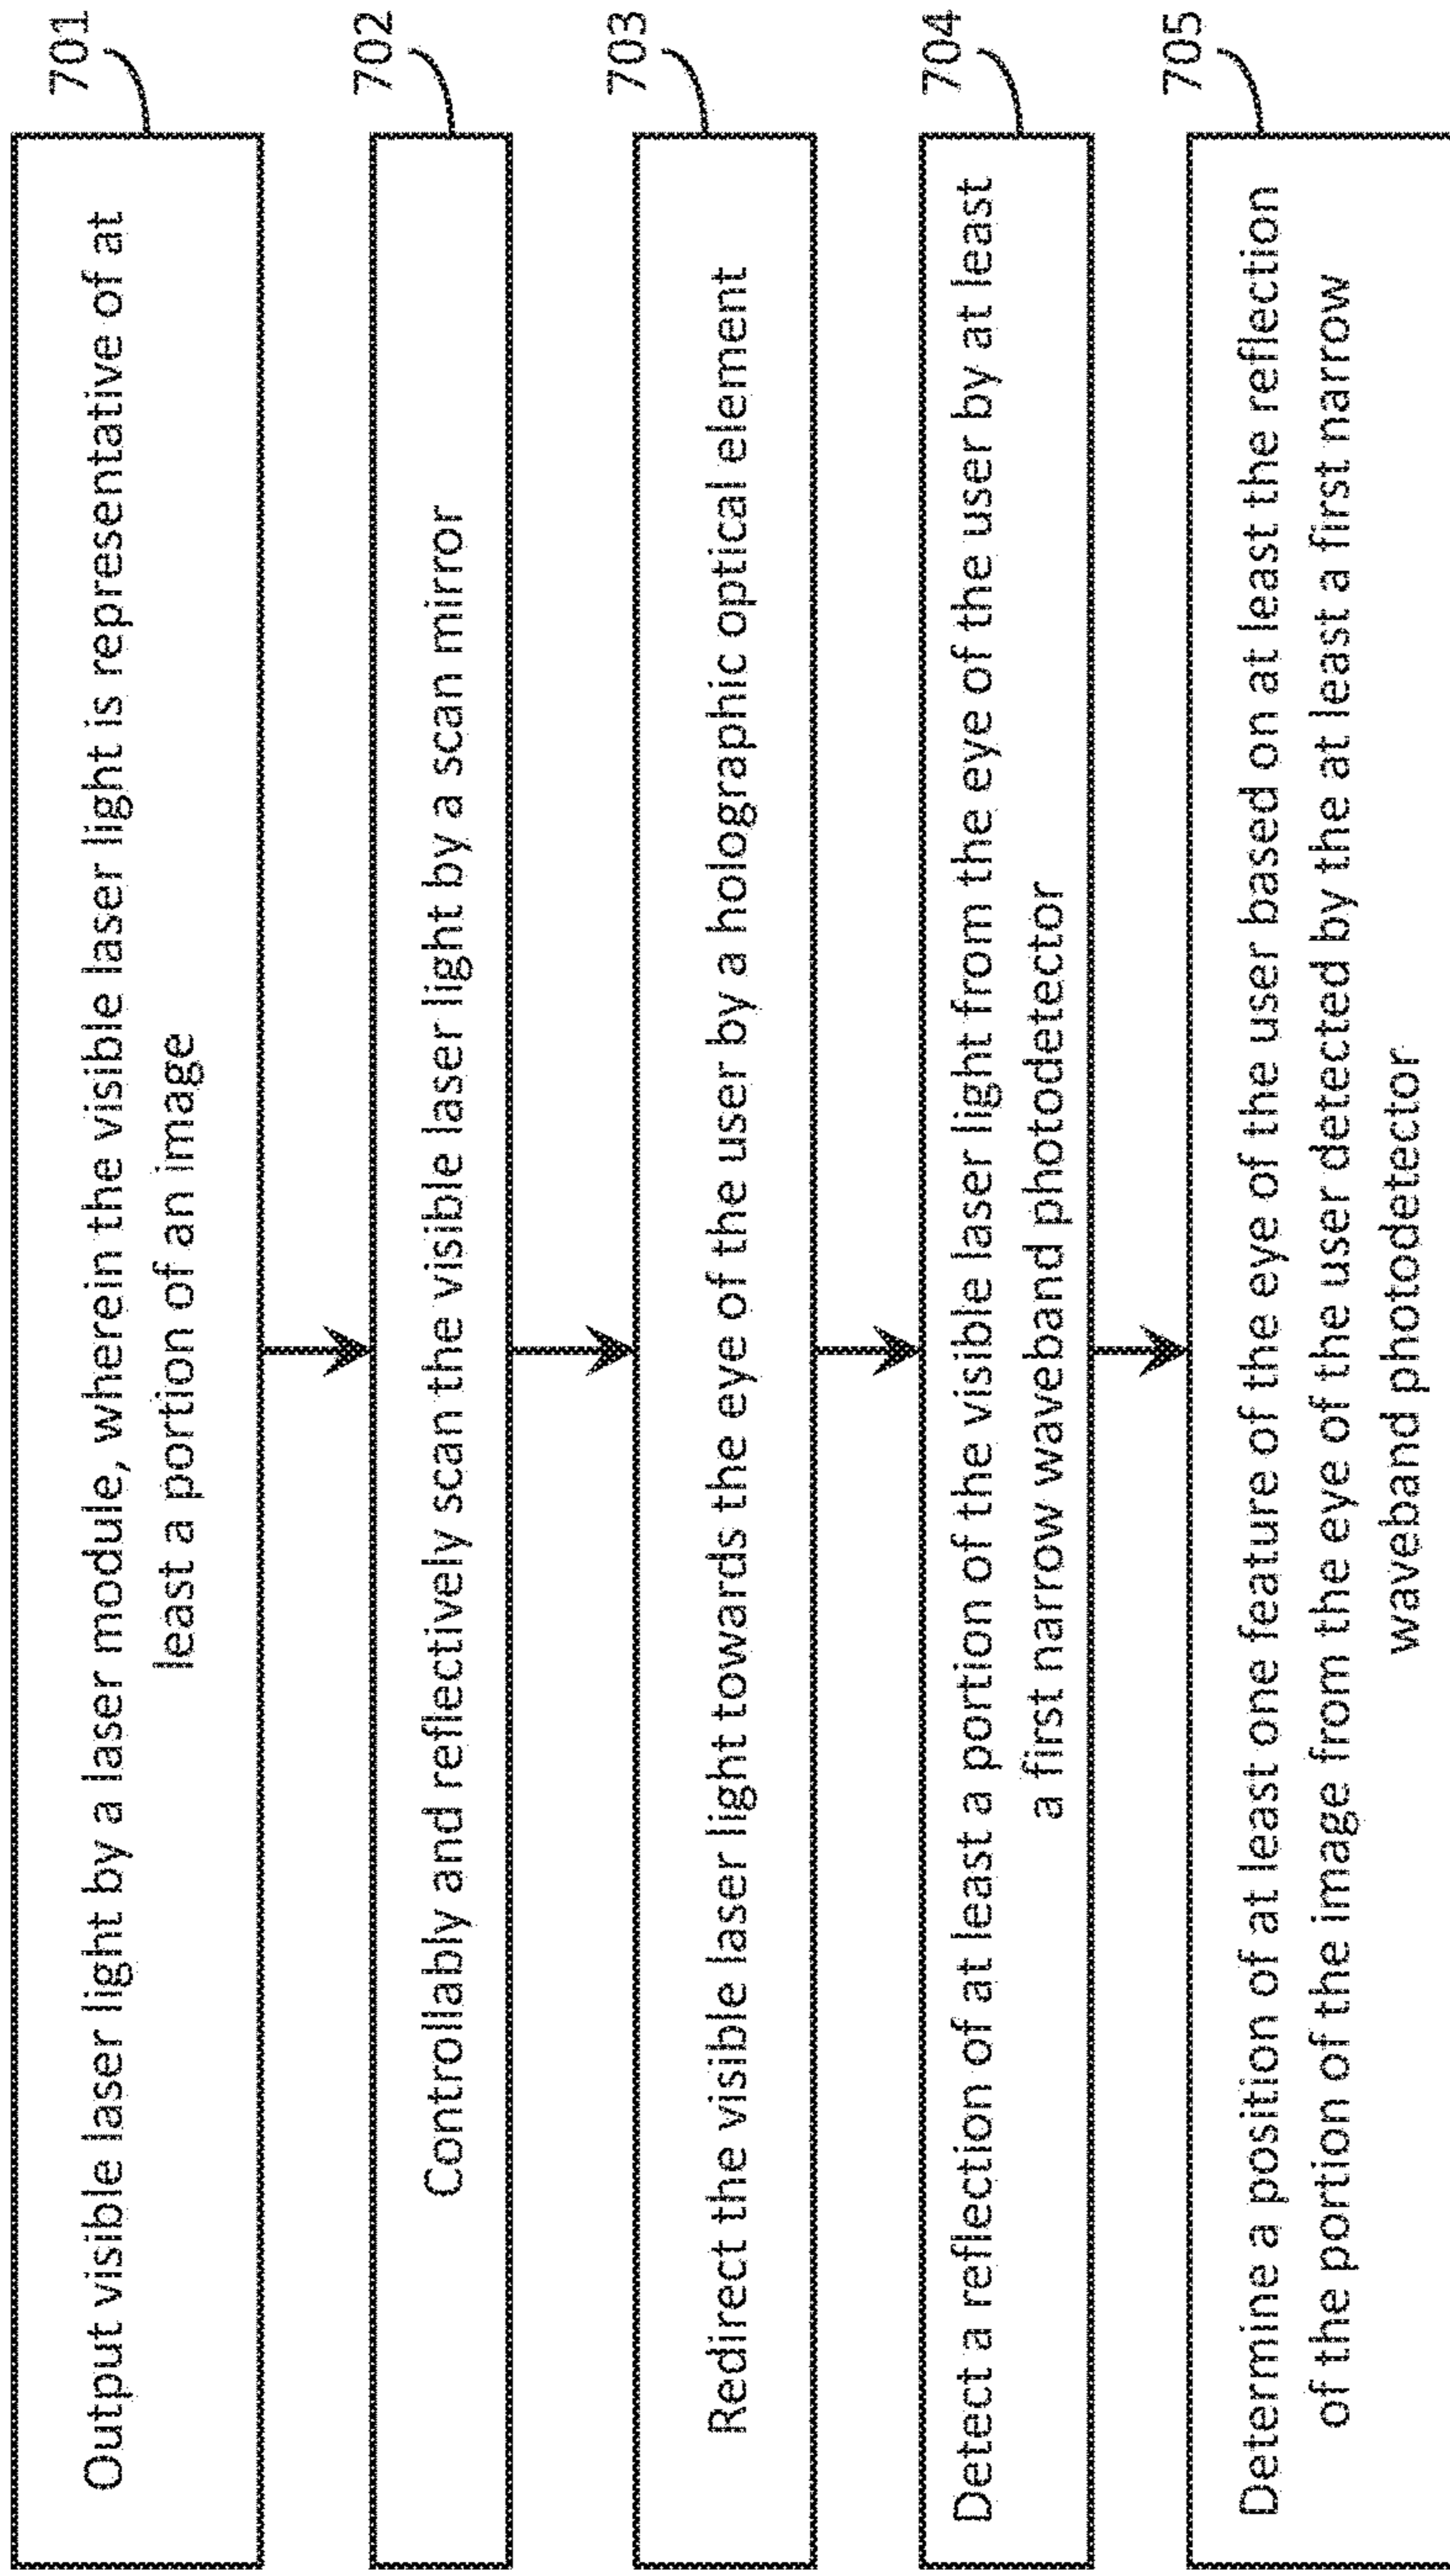 701
Output visible laser light by a laser module, wherein the visible laser light is representative of at
least a portion of an image
702
Controllably and reflectively scan the visible laser light by a scan mirror
703
Redirect the visible laser light towards the eye of the user by a holographic optical element
704
Detect a reflection of at least a portion of the visible laser light from the eye of the user by at least
a first narrow waveband photodetector
705
Determine a position of at least one feature of the eye of the user based on at least the reflection
of the portion of the image from the eye of the user detected by the at least a first narrow
waveband photodetector